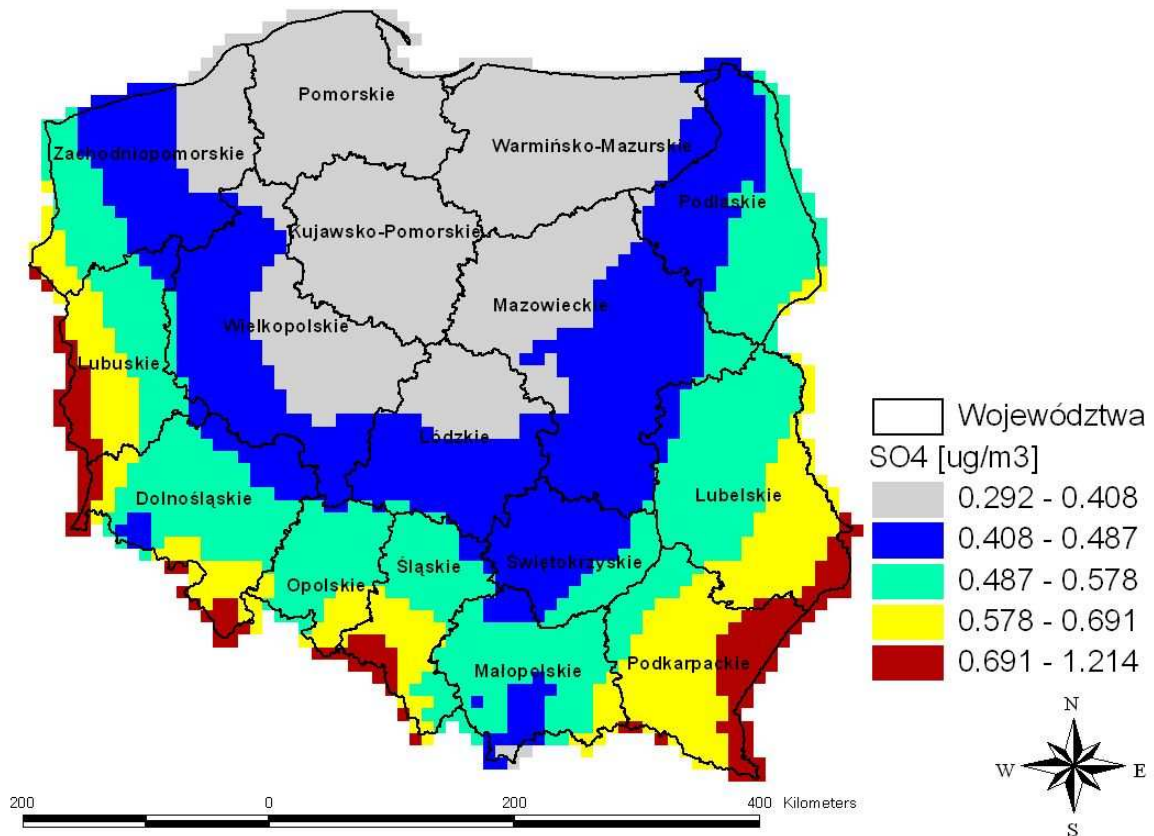 Pomorskie
Zachodniopomorskie
Warmińsko-Mazurskie
Podlaskie
Kujawsko-Pomorskie
Mazowieckie
Wielkopolskie
Lubuskie
Łódzkie
Dolnośląskie
Lubelskie
Opolskie
Śląskie
Świętokrzyskie
Małopolskie
Podkarpackie
Województwa
SO4 [ug/m3]
0.292 - 0.408
0.408 - 0.487
0.487 - 0.578
0.578 - 0.691
0.691 - 1.214
N
W E
S
200 0 200 400 Kilometers